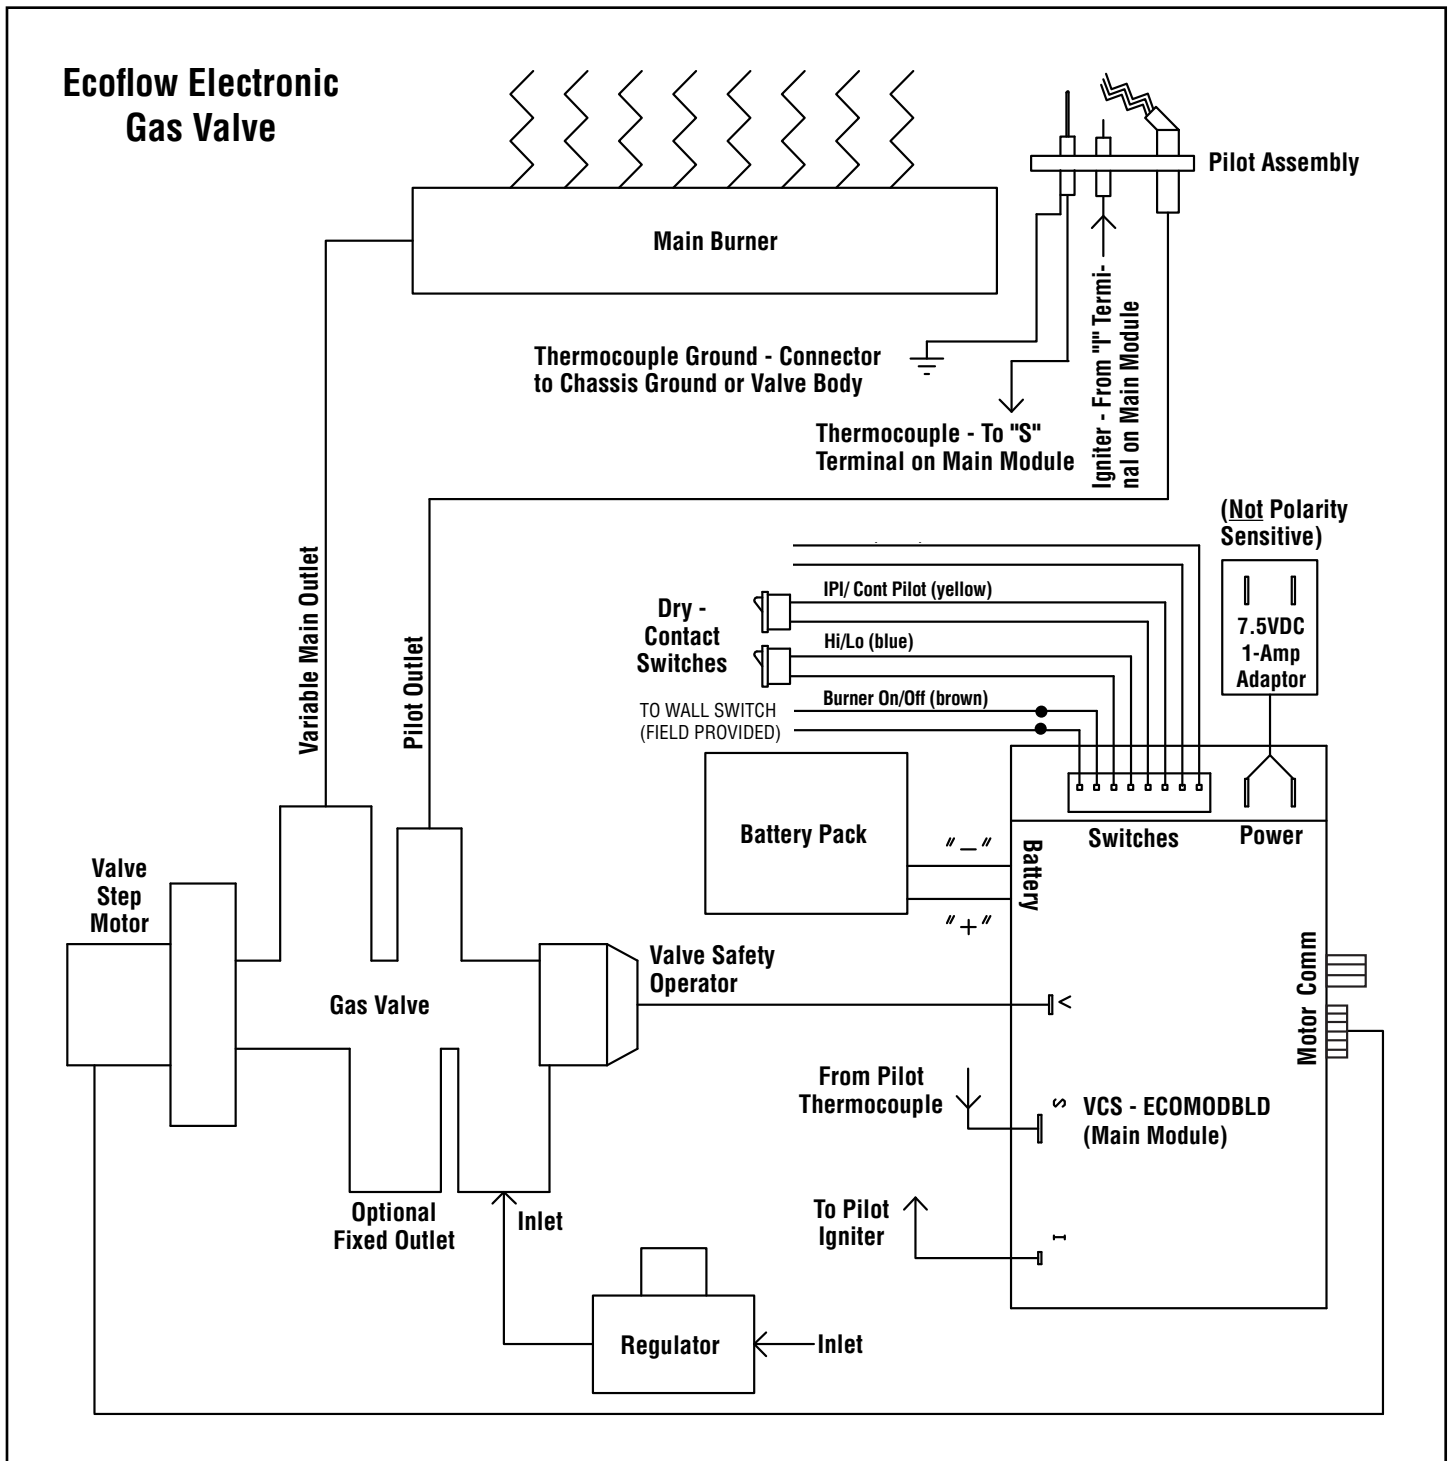 Ecoflow Electronic
Gas Valve
Pilot Assembly
Main Burner
Thermocouple Ground - Connector
to Chassis Ground or Valve Body
Thermocouple - To "S"
Terminal on Main Module
Igniter - From "I" Termi-
nal on Main Module
(Not Polarity
Sensitive)
7.5VDC
1-Amp
Adaptor
Variable Main Outlet
Pilot Outlet
Dry -
Contact
Switches
IPI/ Cont Pilot (yellow)
Hi/Lo (blue)
Burner On/Off (brown)
TO WALL SWITCH
(FIELD PROVIDED)
Battery Pack
"_"
"+"
Battery
Switches
Power
Valve
Step
Motor
Gas Valve
Valve Safety
Operator
V
Motor Comm
From Pilot
Thermocouple
S
VCS - ECOMODBLD
(Main Module)
To Pilot
Igniter
I
Optional
Fixed Outlet
Inlet
Regulator
Inlet